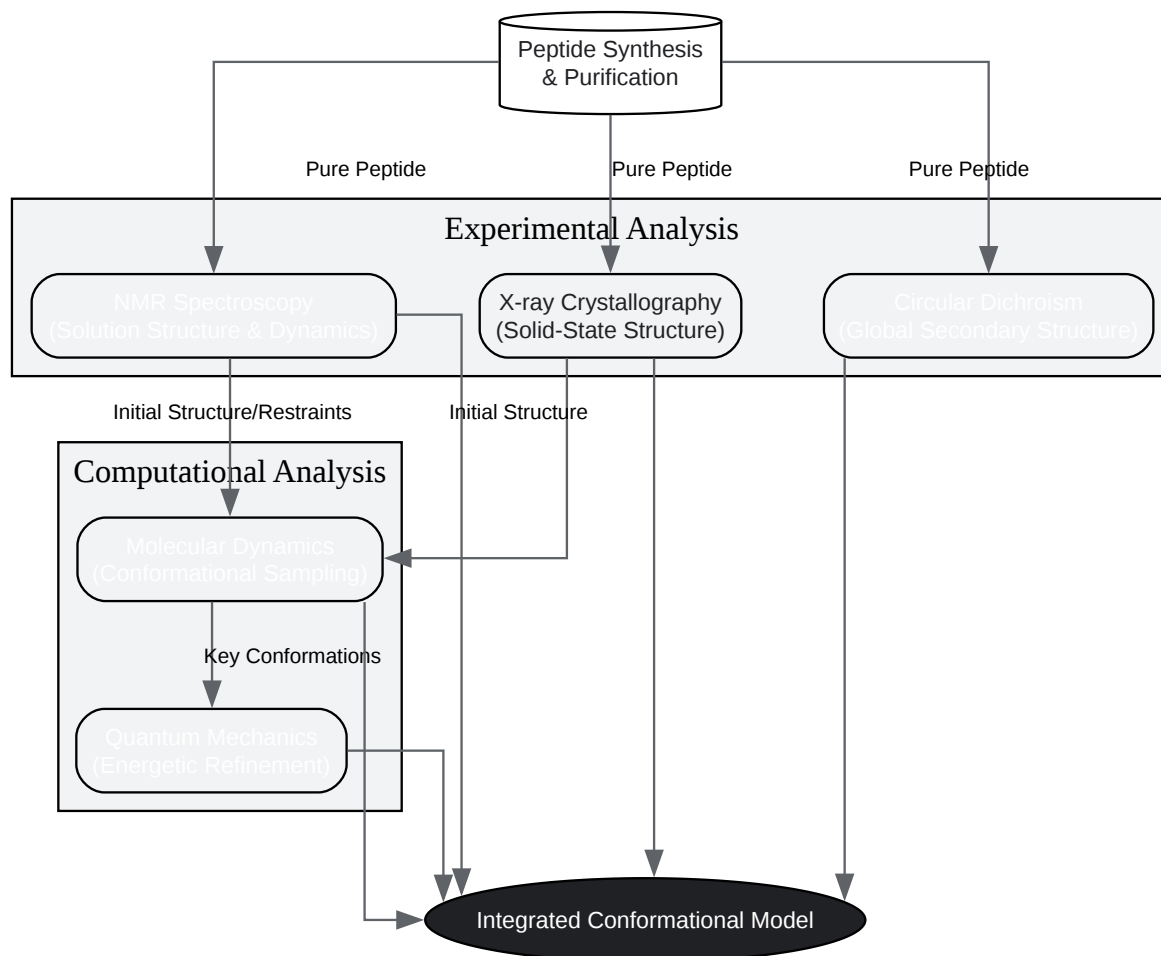 Peptide Synthesis
& Purification
Pure Peptide
Pure Peptide
Pure Peptide
Experimental Analysis
NMR Spectroscopy
(Solution Structure & Dynamics)
X-ray Crystallography
(Solid-State Structure)
Circular Dichroism
(Global Secondary Structure)
Initial Structure/Restraints
Initial Structure
Computational Analysis
Molecular Dynamics
(Conformational Sampling)
Key Conformations
Quantum Mechanics
(Energetic Refinement)
Integrated Conformational Model